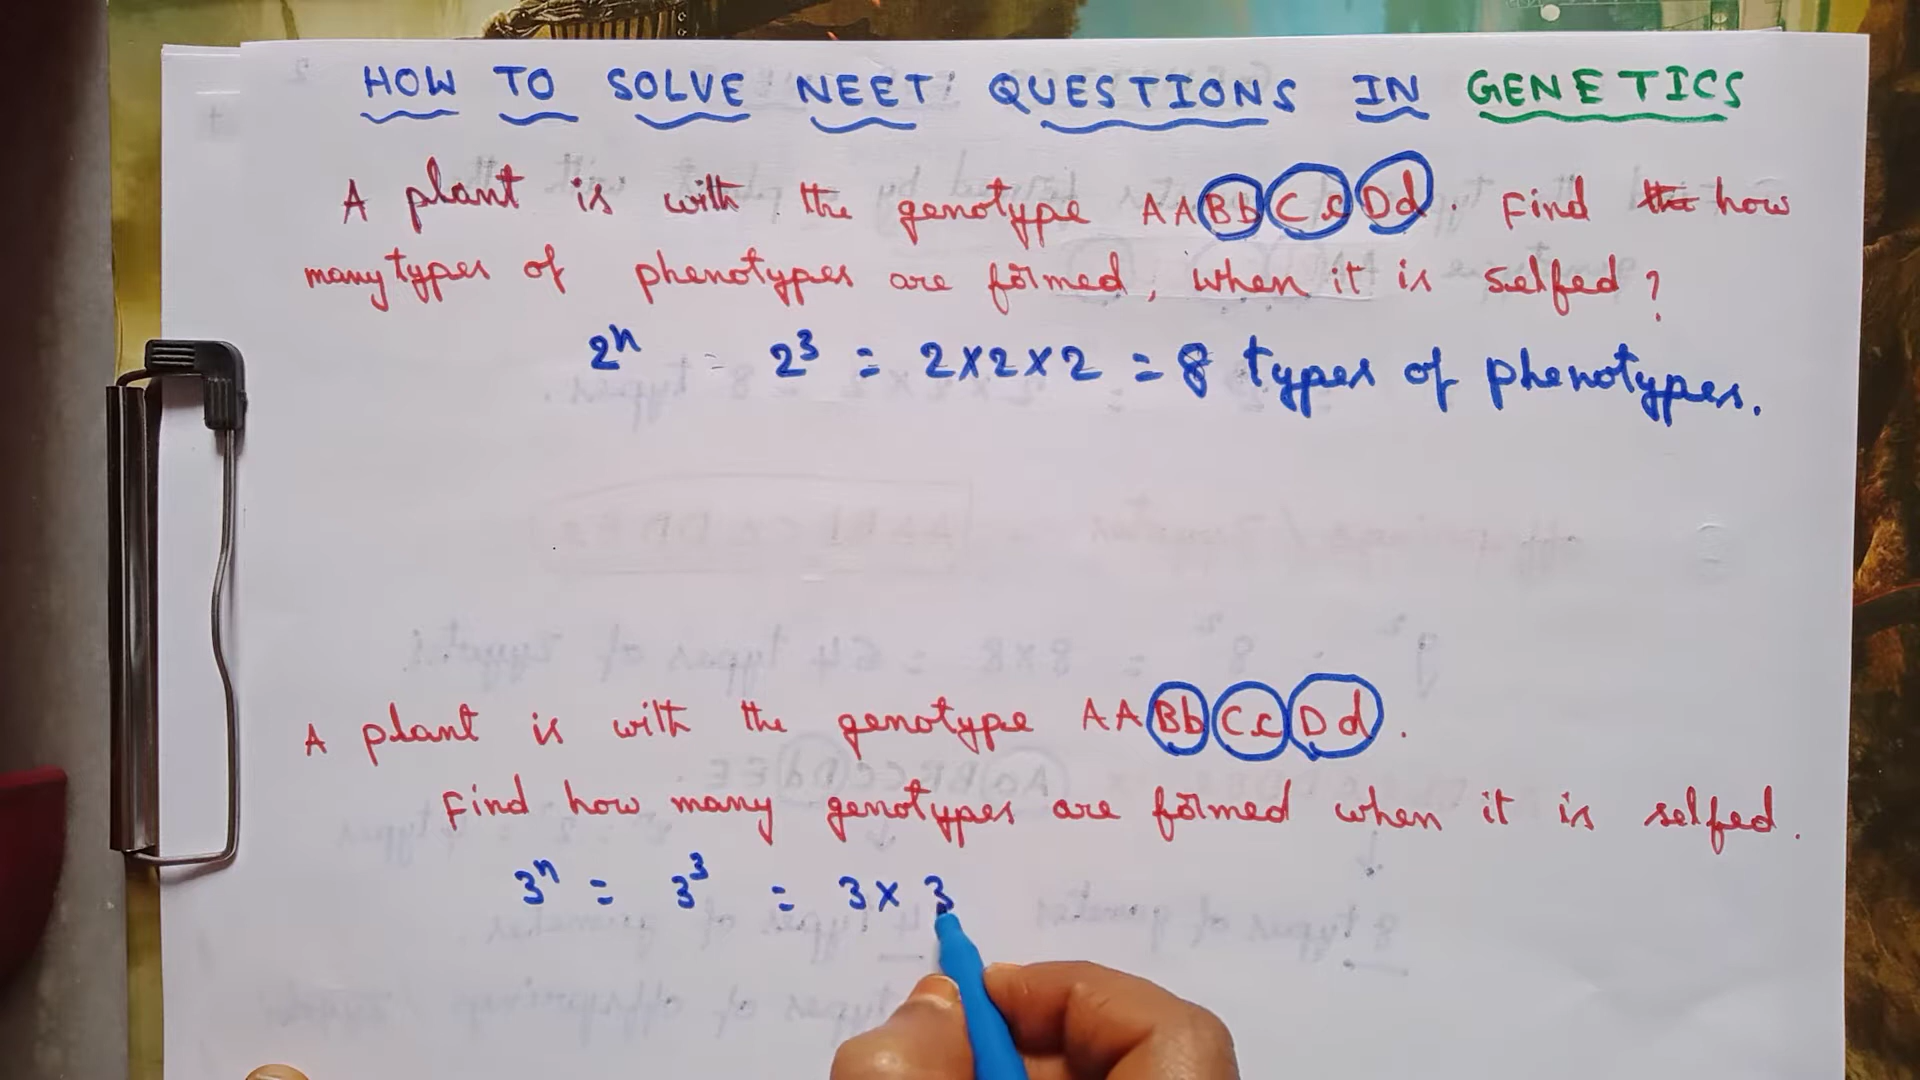 HOW TO SOLVE NEET QUESTIONS IN GENETICS
A plant is with the genotype AABbCcDd. Find how
many types of phenotypes are formed, when it is selfed?
2ⁿ = 2³ = 2×2×2 = 8 types of phenotypes.
A plant is with the genotype AABbCcDd.
Find how many genotypes are formed when it is selfed.
3ⁿ = 3³ = 3× 3